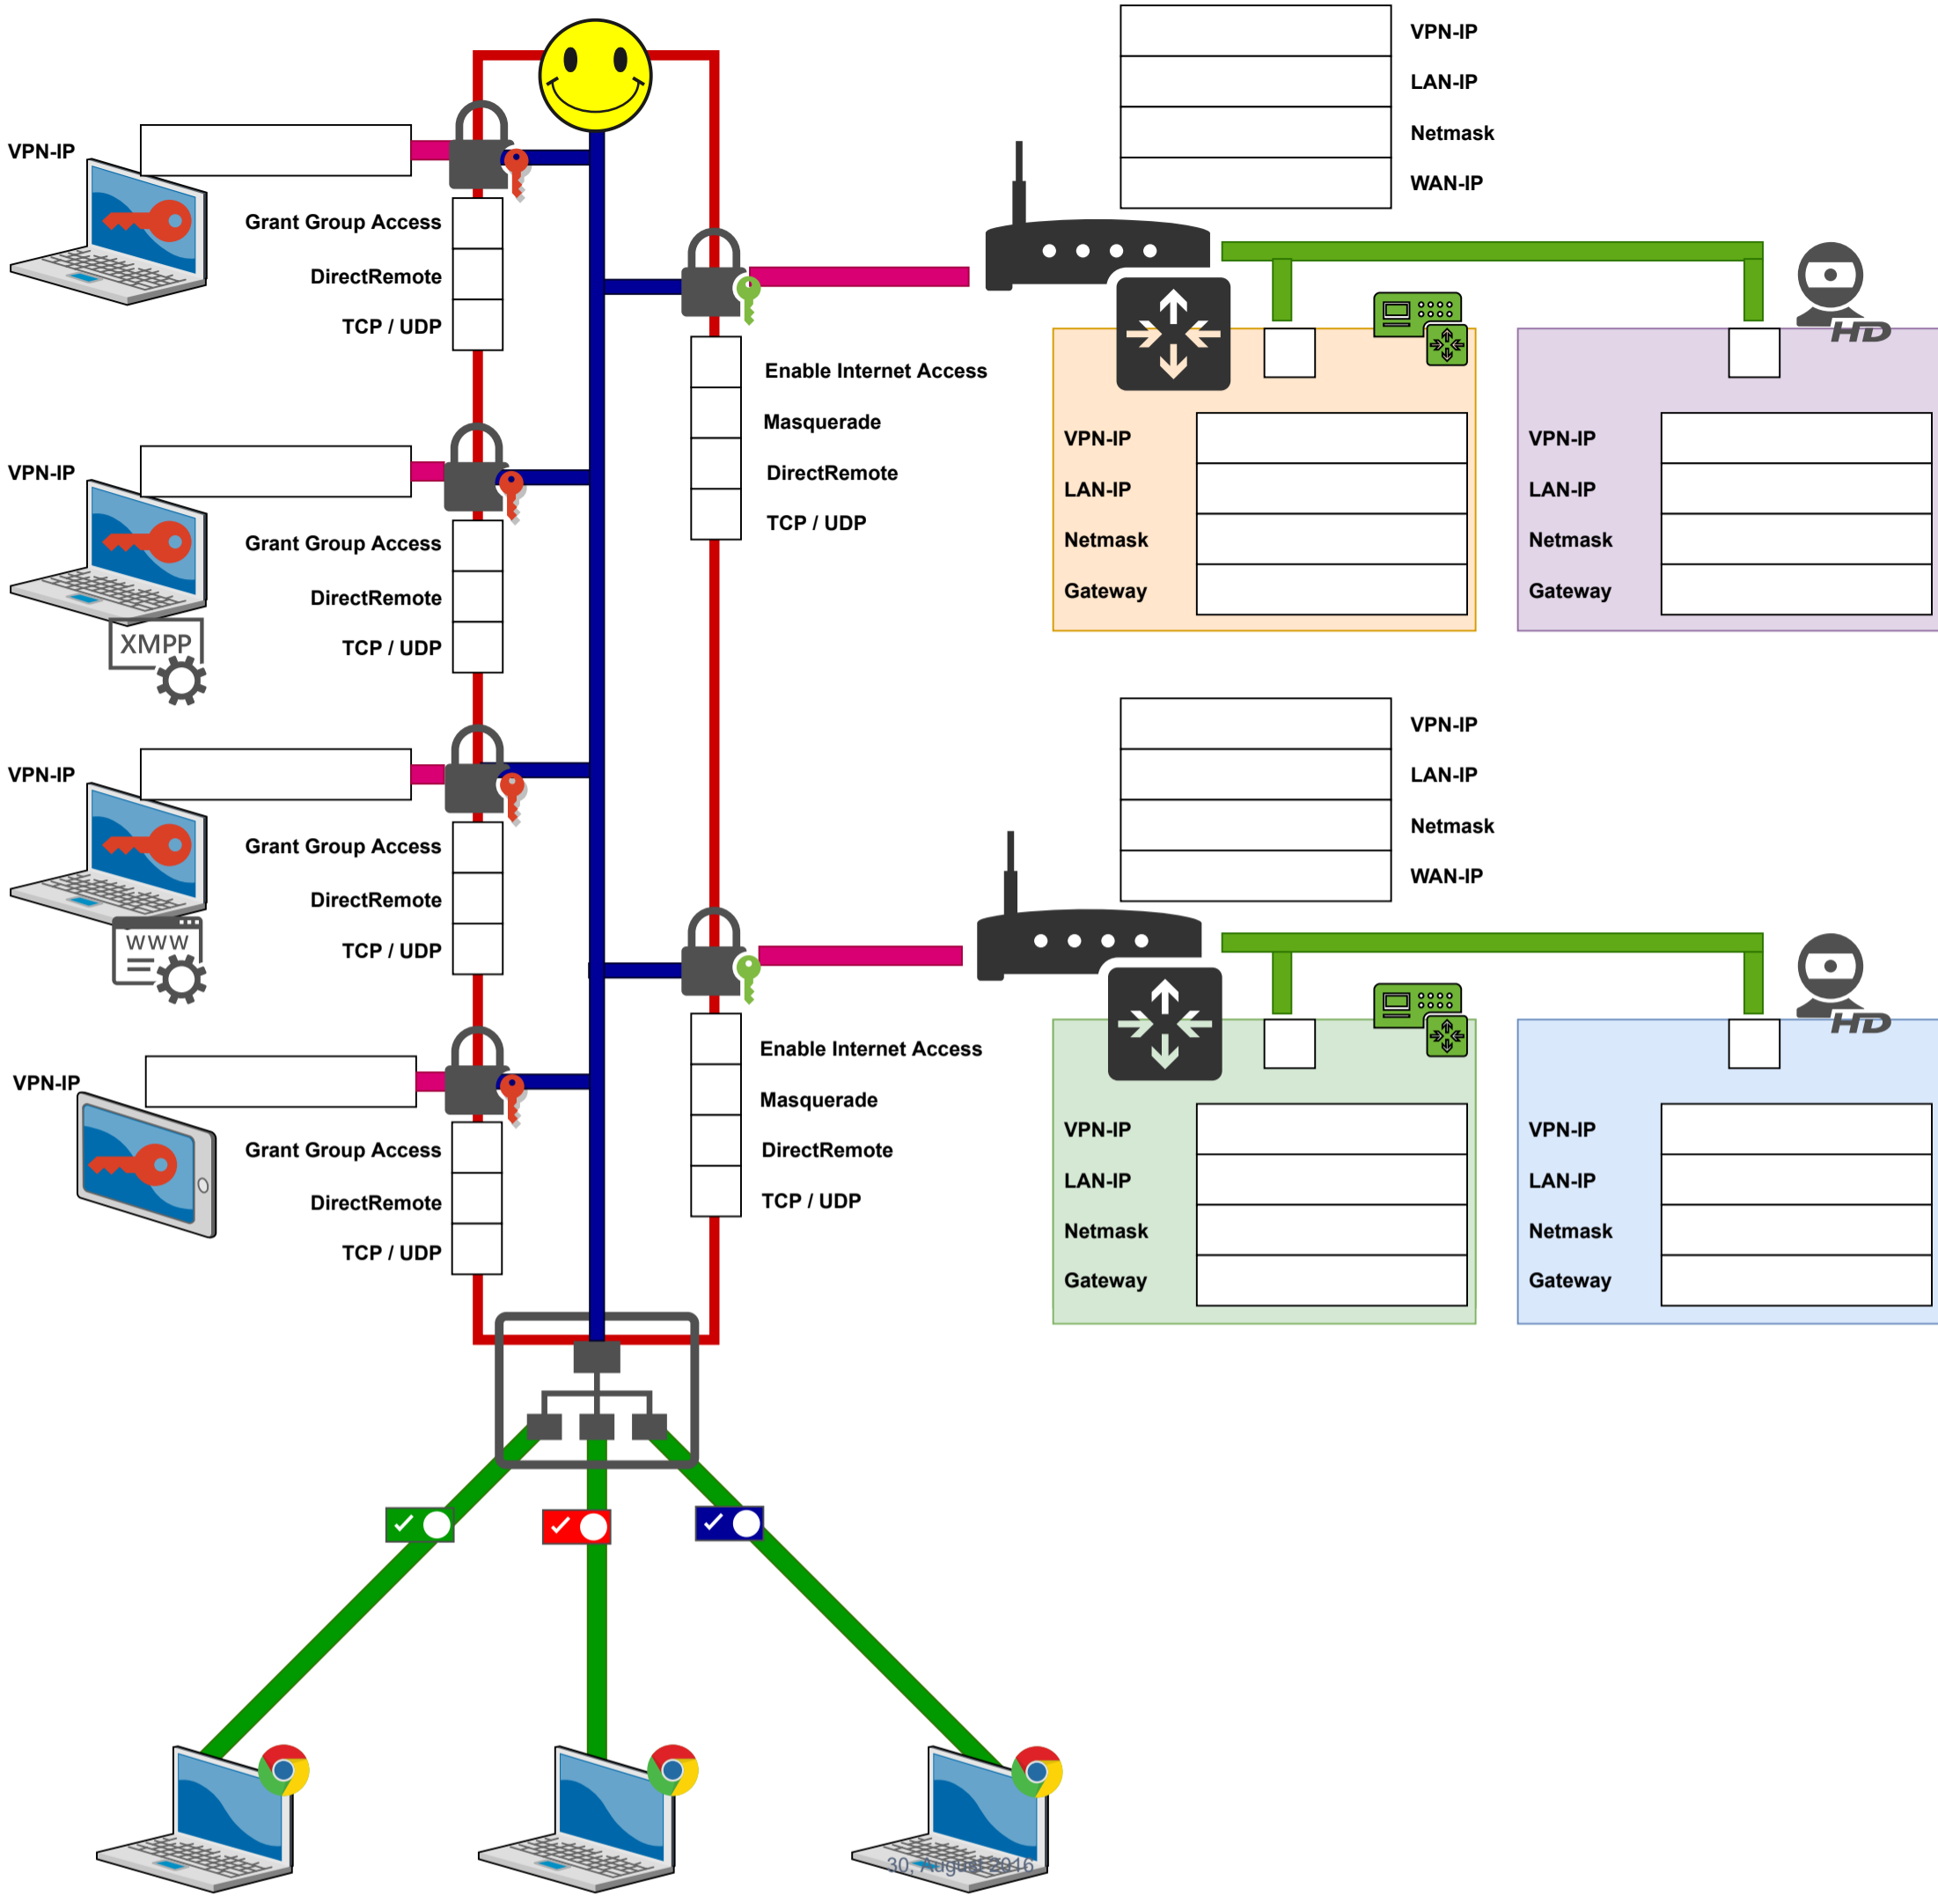 VPN-IP
LAN-IP
Netmask
WAN-IP
VPN-IP
Grant Group Access
DirectRemote
TCP / UDP
Enable Internet Access
Masquerade
DirectRemote
TCP / UDP
HD
VPN-IP
LAN-IP
Netmask
Gateway
VPN-IP
LAN-IP
Netmask
Gateway
VPN-IP
Grant Group Access
DirectRemote
TCP / UDP
XMPP
VPN-IP
LAN-IP
Netmask
WAN-IP
VPN-IP
Grant Group Access
DirectRemote
TCP / UDP
WWW
Enable Internet Access
Masquerade
DirectRemote
TCP / UDP
HD
VPN-IP
LAN-IP
Netmask
Gateway
VPN-IP
LAN-IP
Netmask
Gateway
VPN-IP
Grant Group Access
DirectRemote
TCP / UDP
30, August 2016